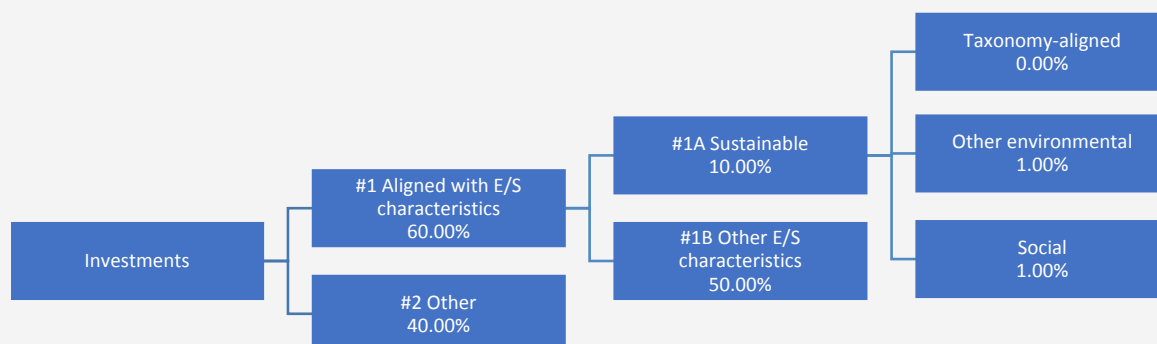 Investments
#1 Aligned with E/S
characteristics
60.00%
#2 Other
40.00%
#1A Sustainable
10.00%
#1B Other E/S
characteristics
50.00%
Taxonomy-aligned
0.00%
Other environmental
1.00%
Social
1.00%